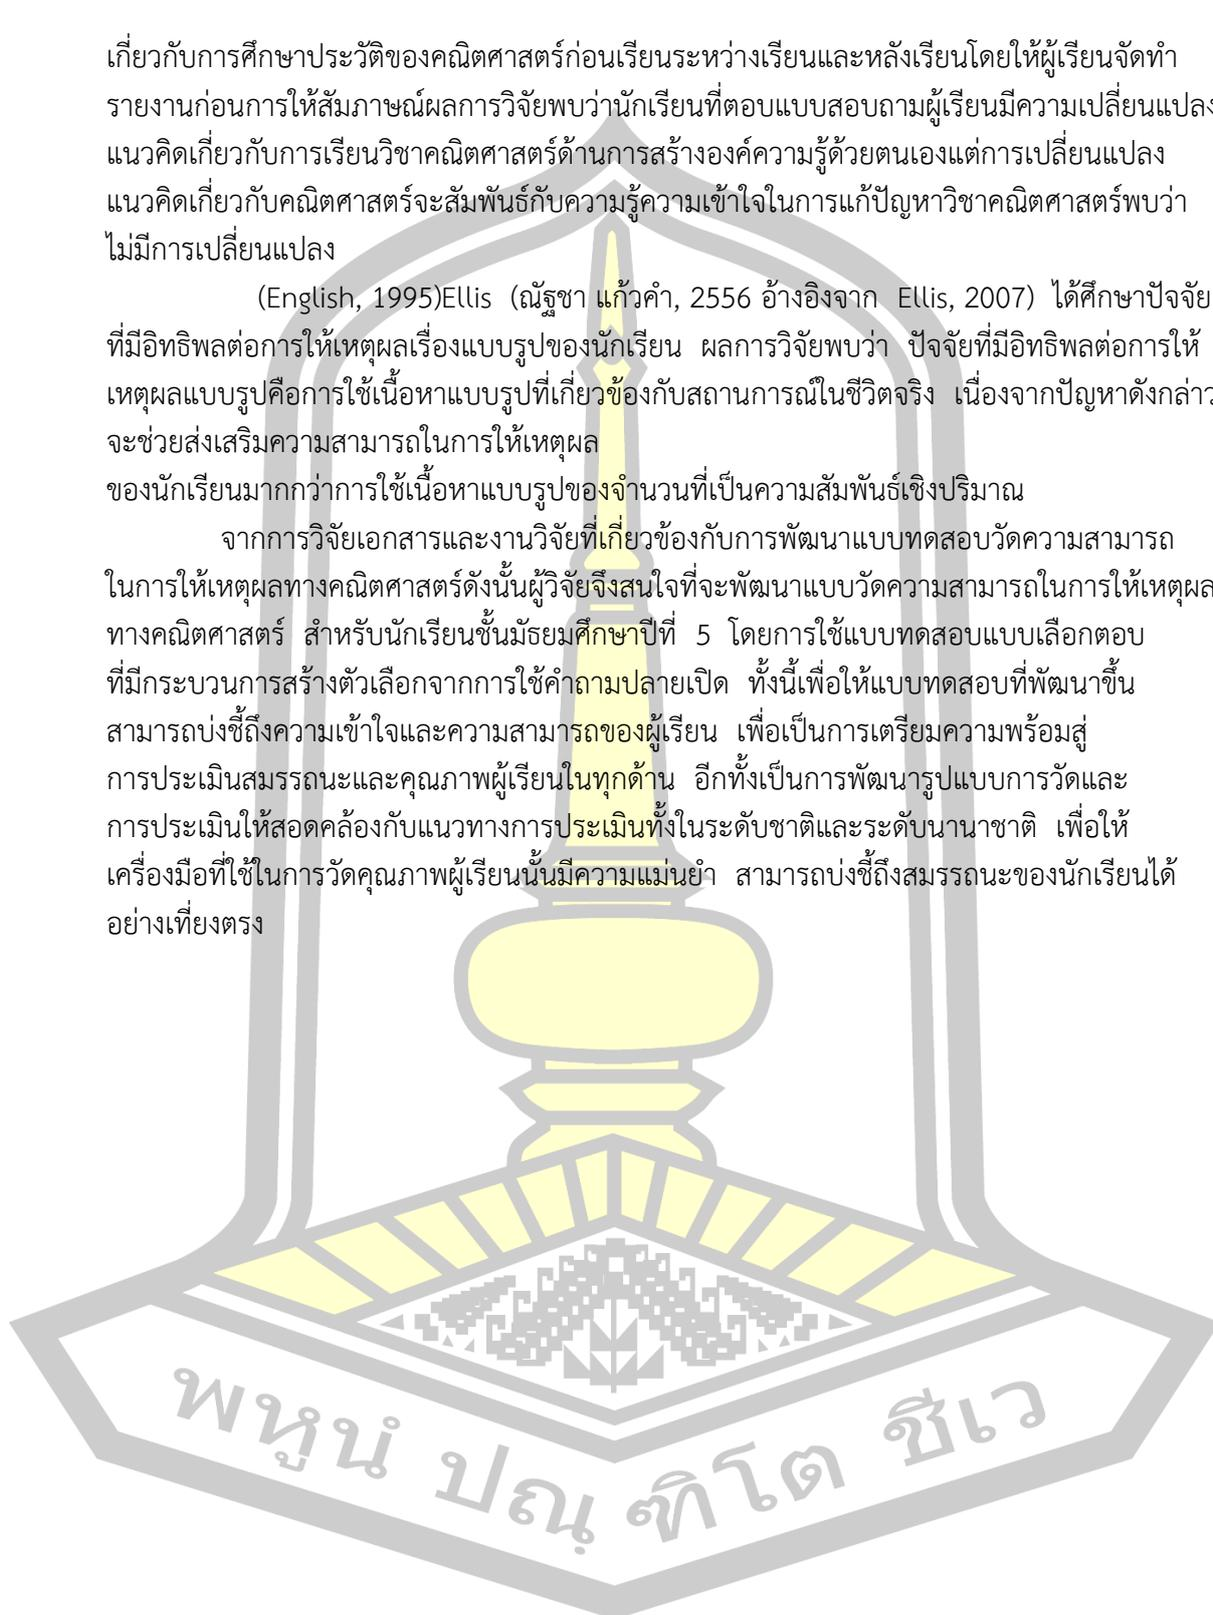 เกี่ยวกับการศึกษาประวัติของคณิตศาสตร์ก่อนเรียนระหว่างเรียนและหลังเรียนโดยให้ผู้เรียนจัดทำ
รายงานก่อนการให้สัมภาษณ์ผลการวิจัยพบว่านักเรียนที่ตอบแบบสอบถามผู้เรียนมีความเปลี่ยนแปลง
แนวคิดเกี่ยวกับการเรียนวิชาคณิตศาสตร์ด้านการสร้างองค์ความรู้ด้วยตนเองแต่การเปลี่ยนแปลง
แนวคิดเกี่ยวกับคณิตศาสตร์จะสัมพันธ์กับความรู้ความเข้าใจในการแก้ปัญหาวิชาคณิตศาสตร์พบว่า
ไม่มีการเปลี่ยนแปลง
(English, 1995)Ellis (ณัฐชา แก้วคำ, 2556 อ้างอิงจาก Ellis, 2007) ได้ศึกษาปัจจัย
ที่มีอิทธิพลต่อการให้เหตุผลเรื่องแบบรูปของนักเรียน ผลการวิจัยพบว่า ปัจจัยที่มีอิทธิพลต่อการให้
เหตุผลแบบรูปคือการใช้เนื้อหาแบบรูปที่เกี่ยวข้องกับสถานการณ์ในชีวิตจริง เนื่องจากปัญหาดังกล่าว
จะช่วยส่งเสริมความสามารถในการให้เหตุผล
ของนักเรียนมากกว่าการใช้เนื้อหาแบบรูปของจำนวนที่เป็นความสัมพันธ์เชิงปริมาณ
จากการวิจัยเอกสารและงานวิจัยที่เกี่ยวข้องกับการพัฒนาแบบทดสอบวัดความสามารถ
ในการให้เหตุผลทางคณิตศาสตร์ดังนั้นผู้วิจัยจึงสนใจที่จะพัฒนาแบบวัดความสามารถในการให้เหตุผล
ทางคณิตศาสตร์ สำหรับนักเรียนชั้นมัธยมศึกษาปีที่ 5 โดยการใช้แบบทดสอบแบบเลือกตอบ
ที่มีกระบวนการสร้างตัวเลือกจากการใช้คำถามปลายเปิด ทั้งนี้เพื่อให้แบบทดสอบที่พัฒนาขึ้น
สามารถบ่งชี้ถึงความเข้าใจและความสามารถของผู้เรียน เพื่อเป็นการเตรียมความพร้อมสู่
การประเมินสมรรถนะและคุณภาพผู้เรียนในทุกด้าน อีกทั้งเป็นการพัฒนารูปแบบการวัดและ
การประเมินให้สอดคล้องกับแนวทางการประเมินทั้งในระดับชาติและระดับนานาชาติ เพื่อให้
เครื่องมือที่ใช้ในการวัดคุณภาพผู้เรียนนั้นมีความแม่นยำ สามารถบ่งชี้ถึงสมรรถนะของนักเรียนได้
อย่างเที่ยงตรง
พหูนํ ปณฺ ฑิโต ชีเว